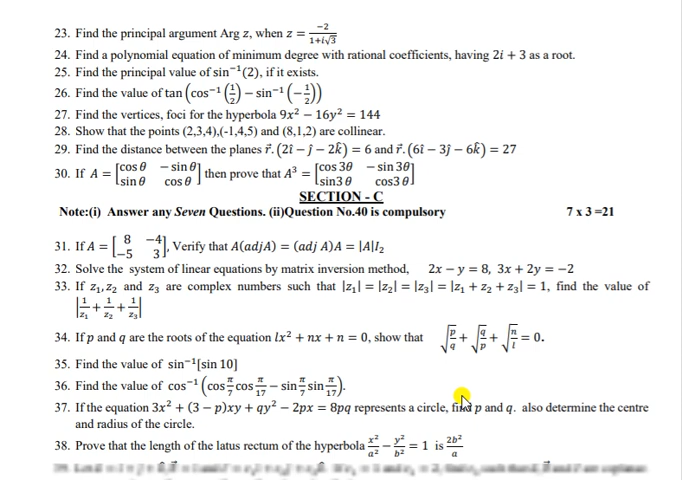 23. Find the principal argument Arg z, when z = −2/(1+i√3)
24. Find a polynomial equation of minimum degree with rational coefficients, having 2i + 3 as a root.
25. Find the principal value of sin⁻¹(2), if it exists.
26. Find the value of tan (cos⁻¹ (1/2) − sin⁻¹ (−1/2))
27. Find the vertices, foci for the hyperbola 9x² − 16y² = 144
28. Show that the points (2,3,4),(-1,4,5) and (8,1,2) are collinear.
29. Find the distance between the planes r⃗. (2î − ĵ − 2k̂) = 6 and r⃗. (6î − 3ĵ − 6k̂) = 27
30. If A = [cos θ −sin θ; sin θ cos θ] then prove that A³ = [cos 3θ −sin 3θ; sin3 θ cos3 θ]
SECTION - C
Note:(i) Answer any Seven Questions. (ii)Question No.40 is compulsory 7 x 3 =21
31. If A = [8 −4; −5 3], Verify that A(adjA) = (adj A)A = |A|I₂
32. Solve the system of linear equations by matrix inversion method, 2x − y = 8, 3x + 2y = −2
33. If z₁, z₂ and z₃ are complex numbers such that |z₁| = |z₂| = |z₃| = |z₁ + z₂ + z₃| = 1, find the value of
|1/z₁ + 1/z₂ + 1/z₃|
34. If p and q are the roots of the equation lx² + nx + n = 0, show that √(p/q) + √(q/p) + √(n/l) = 0.
35. Find the value of sin⁻¹[sin 10]
36. Find the value of cos⁻¹ (cos π/7 cos π/17 − sin π/7 sin π/17).
37. If the equation 3x² + (3 − p)xy + qy² − 2px = 8pq represents a circle, find p and q. also determine the centre
and radius of the circle.
38. Prove that the length of the latus rectum of the hyperbola x²/a² − y²/b² = 1 is 2b²/a